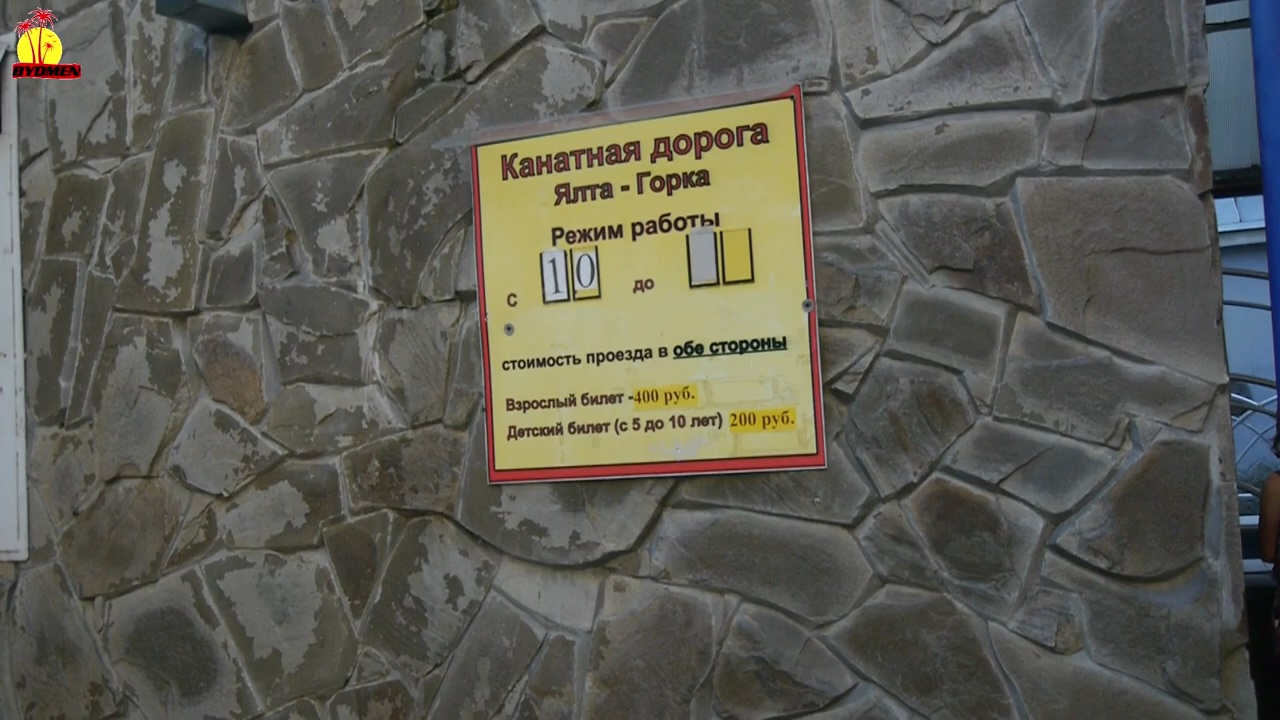 BYDMEN
Канатная дорога
Ялта - Горка
Режим работы
с 10 до
стоимость проезда в обе стороны
Взрослый билет -400 руб.
Детский билет (с 5 до 10 лет) 200 руб.